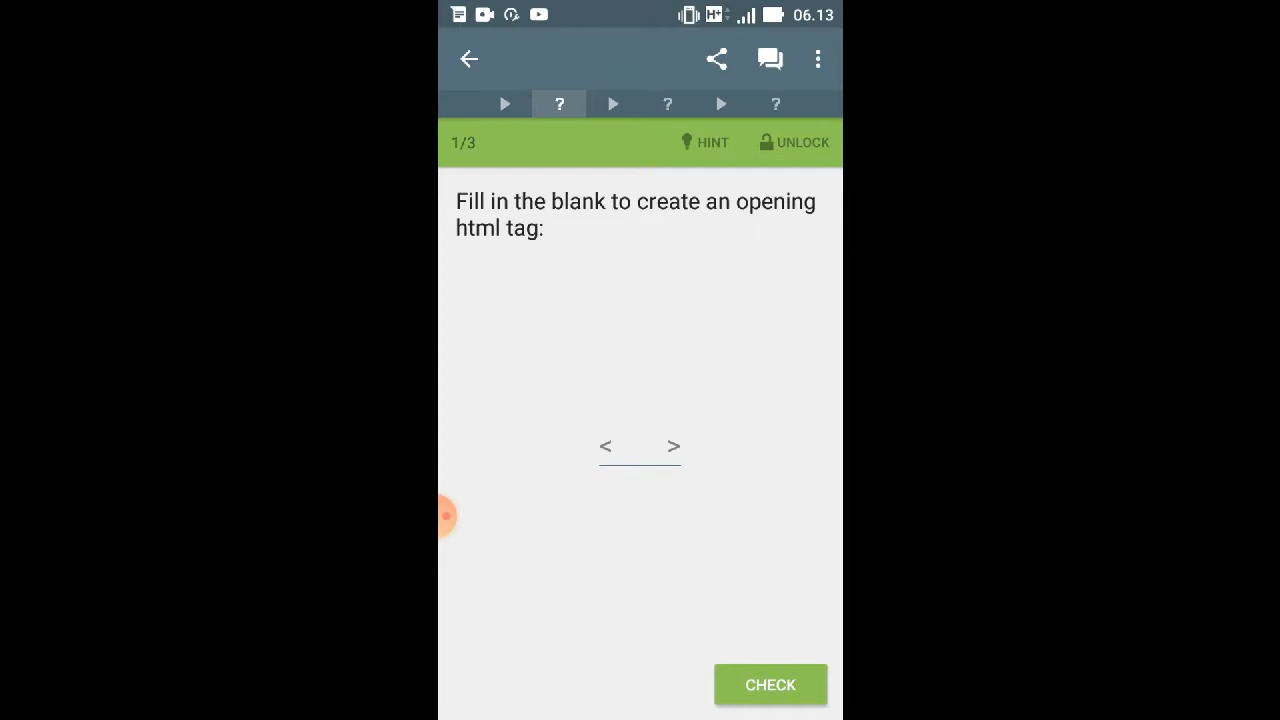 H+ 06.13
? ? ?
1/3 HINT UNLOCK
Fill in the blank to create an opening
html tag:
< >
CHECK